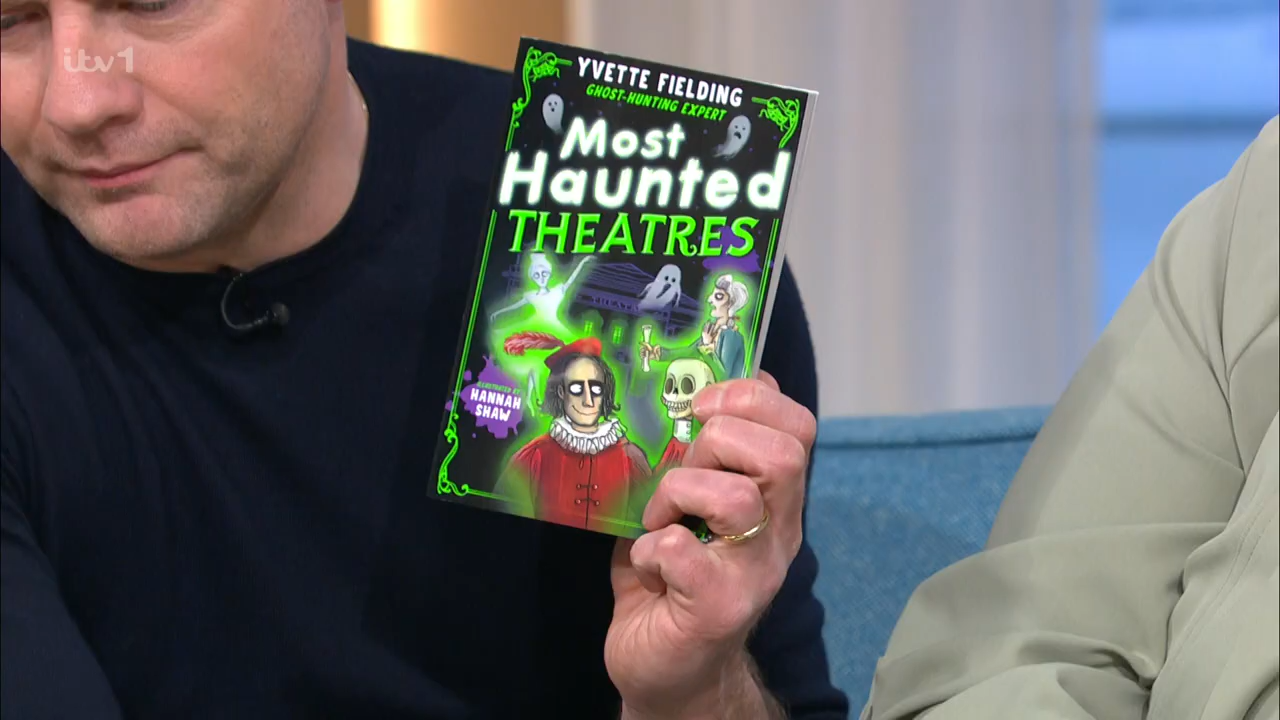 itv1
YVETTE FIELDING
GHOST-HUNTING EXPERT
Most
Haunted
THEATRES
ILLUSTRATED BY
HANNAH
SHAW